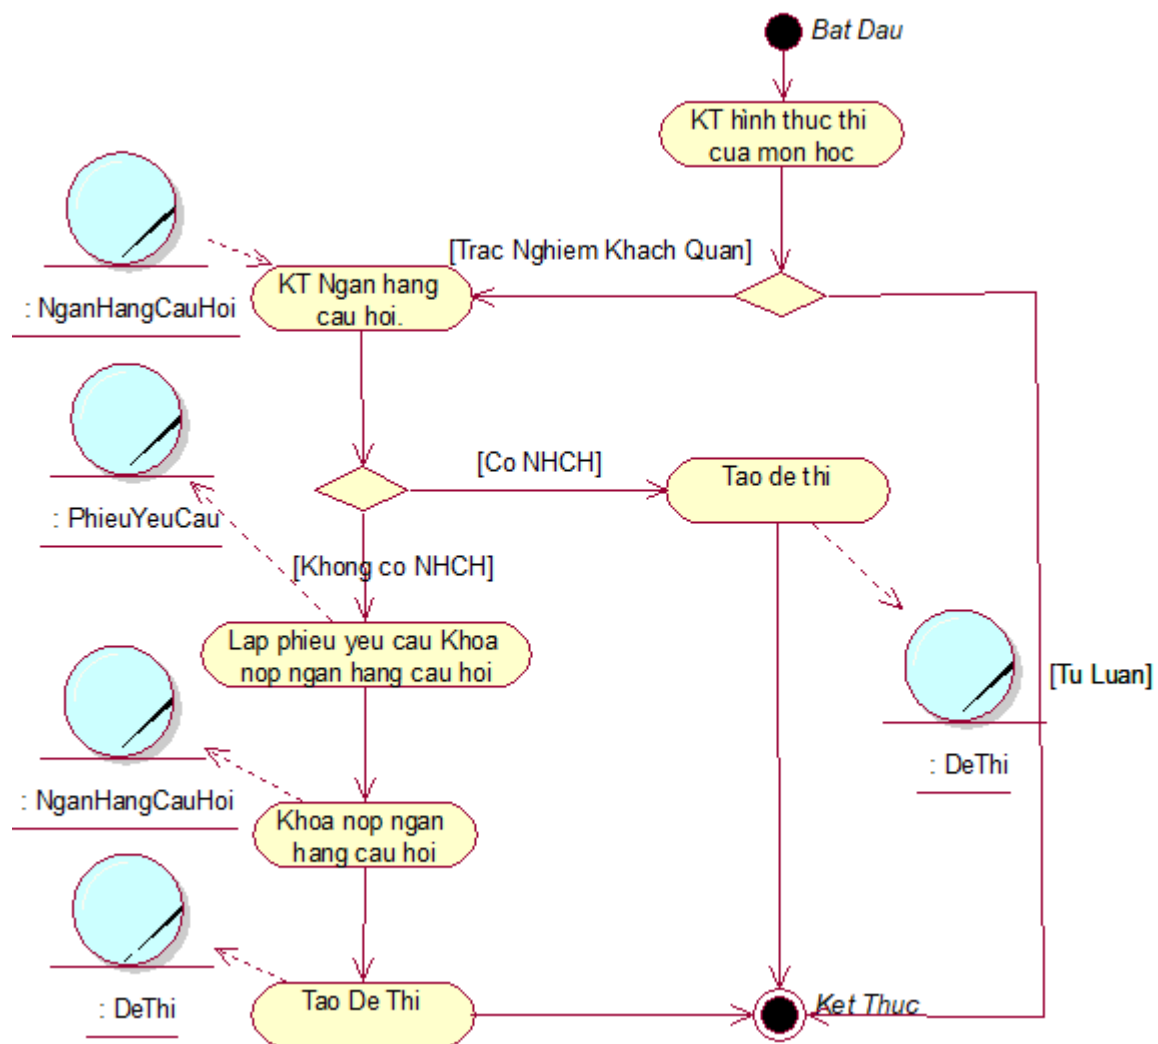 Bat Dau
KT hình thuc thi
cua mon hoc
[Trac Nghiem Khach Quan]
KT Ngan hang
cau hoi.
: NganHangCauHoi
[Co NHCH]
Tao de thi
: PhieuYeuCau
[Khong co NHCH]
Lap phieu yeu cau Khoa
nop ngan hang cau hoi
[Tu Luan]
: DeThi
: NganHangCauHoi
Khoa nop ngan
hang cau hoi
Tao De Thi
: DeThi
Ket Thuc